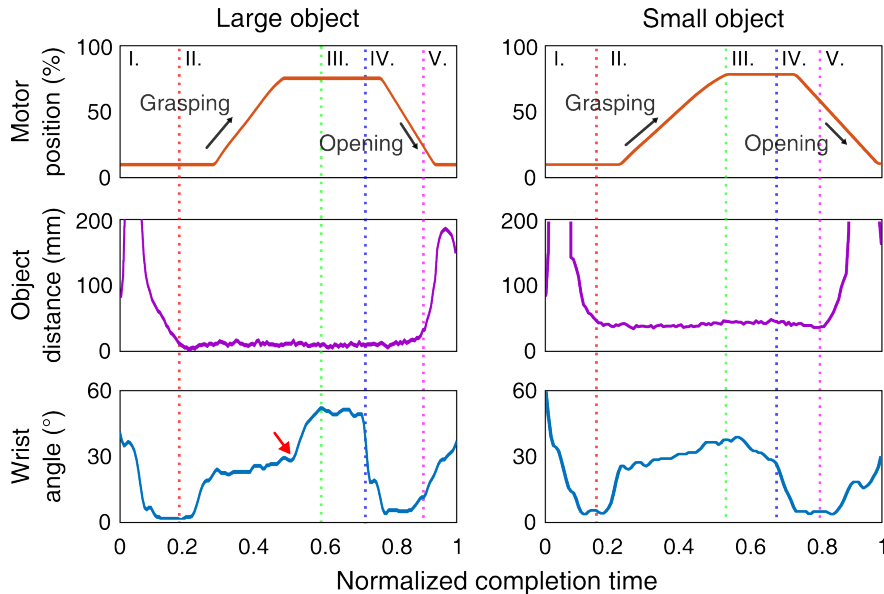 Large object
Small object
Motor
position (%)
100
50
0
I.
II.
III.
IV.
V.
Grasping
Opening
100
50
0
I.
II.
III.
IV.
V.
Grasping
Opening
Object
distance (mm)
200
100
0
200
100
0
Wrist
angle (°)
60
30
0
60
30
0
0 0.2 0.4 0.6 0.8 1
0 0.2 0.4 0.6 0.8 1
Normalized completion time